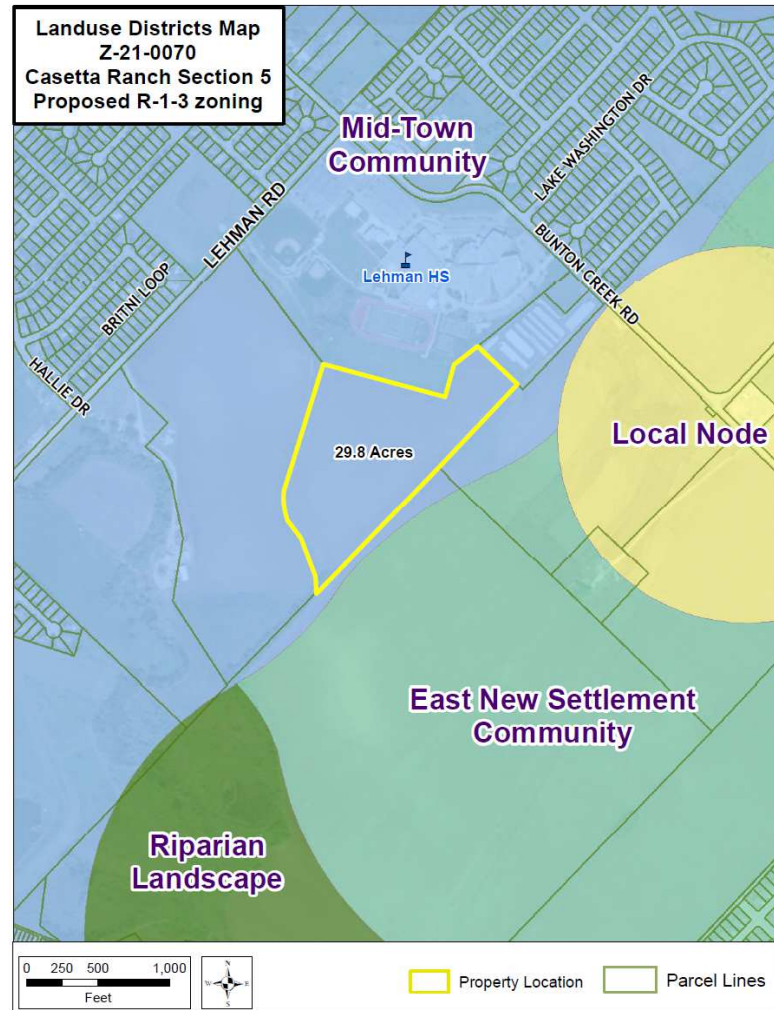 Landuse Districts Map
Z-21-0070
Casetta Ranch Section 5
Proposed R-1-3 zoning
Mid-Town
Community
LAKE WASHINGTON DR
LEHMAN RD
BUNTON CREEK RD
Lehman HS
BRITNI LOOP
HALLIE DR
Local Node
29.8 Acres
East New Settlement
Community
Riparian
Landscape
0 250 500 1,000
Feet
N
W E
S
Property Location
Parcel Lines